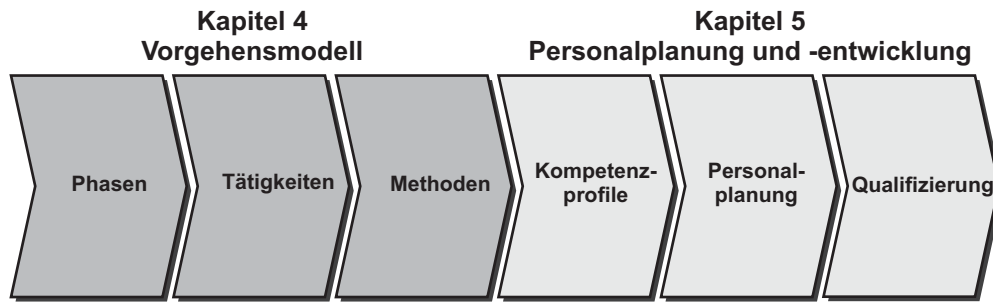 Kapitel 4
Vorgehensmodell
Kapitel 5
Personalplanung und -entwicklung
Phasen
Tätigkeiten
Methoden
Kompetenz-
profile
Personal-
planung
Qualifizierung